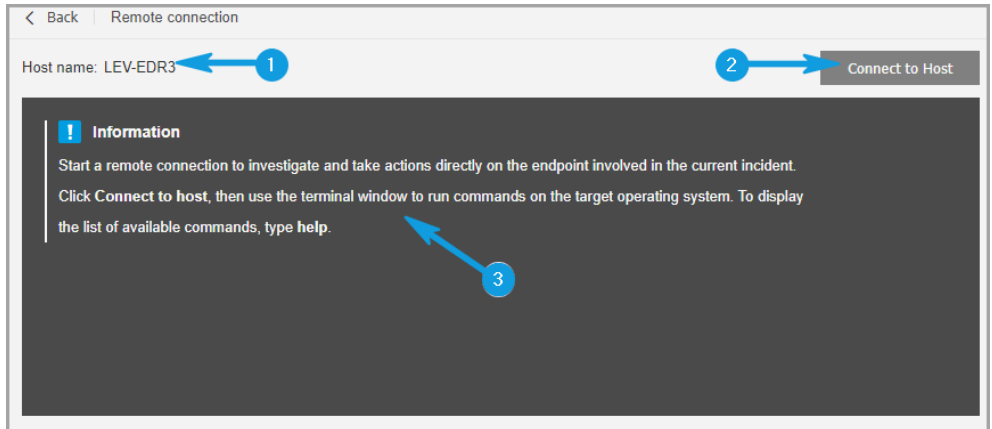 Back Remote connection
Host name: LEV-EDR3 1 2 Connect to Host
! Information
Start a remote connection to investigate and take actions directly on the endpoint involved in the current incident.
Click Connect to host, then use the terminal window to run commands on the target operating system. To display
the list of available commands, type help.
3